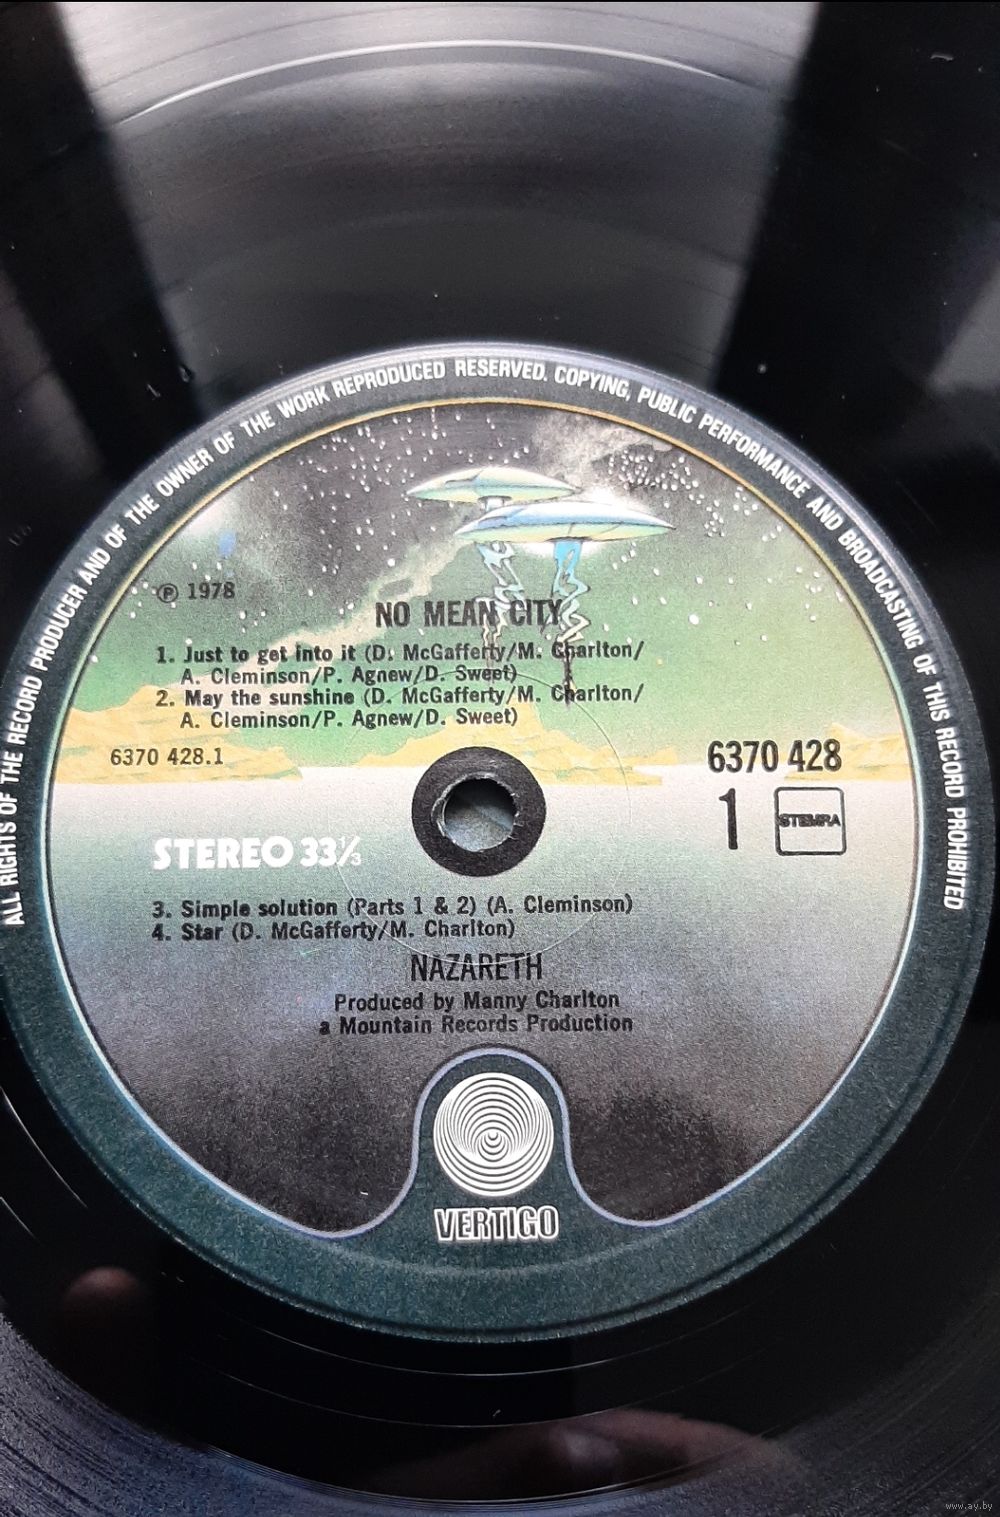 ALL RIGHTS OF THE RECORD PRODUCER AND OF THE OWNER OF THE WORK REPRODUCED RESERVED. COPYING, PUBLIC PERFORMANCE AND BROADCASTING OF THIS RECORD PROHIBITED
Ⓟ 1978
NO MEAN CITY
1. Just to get into it (D. McGafferty/M. Charlton/
A. Cleminson/P. Agnew/D. Sweet)
2. May the sunshine (D. McGafferty/M. Charlton/
A. Cleminson/P. Agnew/D. Sweet)
6370 428.1
6370 428
1
STEMRA
STEREO 33⅓
3. Simple solution (Parts 1 & 2) (A. Cleminson)
4. Star (D. McGafferty/M. Charlton)
NAZARETH
Produced by Manny Charlton
a Mountain Records Production
VERTIGO
www.ay.by